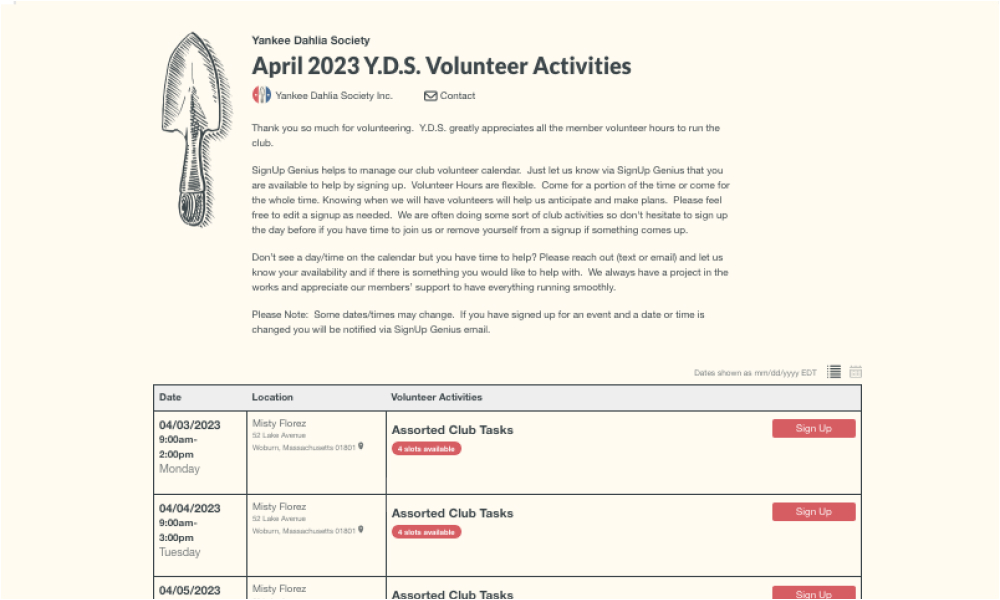 Yankee Dahlia Society
April 2023 Y.D.S. Volunteer Activities
Yankee Dahlia Society Inc. Contact
Thank you so much for volunteering. Y.D.S. greatly appreciates all the member volunteer hours to run the
club.
SignUp Genius helps to manage our club volunteer calendar. Just let us know via SignUp Genius that you
are available to help by signing up. Volunteer Hours are flexible. Come for a portion of the time or come for
the whole time. Knowing when we will have volunteers will help us anticipate and make plans. Please feel
free to edit a signup as needed. We are often doing some sort of club activities so don't hesitate to sign up
the day before if you have time to join us or remove yourself from a signup if something comes up.
Don't see a day/time on the calendar but you have time to help? Please reach out (text or email) and let us
know your availability and if there is something you would like to help with. We always have a project in the
works and appreciate our members' support to have everything running smoothly.
Please Note: Some dates/times may change. If you have signed up for an event and a date or time is
changed you will be notified via SignUp Genius email.
Dates shown as mm/dd/yyyy EDT
Date Location Volunteer Activities
04/03/2023
9:00am-
2:00pm
Monday
Misty Florez
52 Lake Avenue
Woburn, Massachusetts 01801
Assorted Club Tasks
4 slots available
Sign Up
04/04/2023
9:00am-
3:00pm
Tuesday
Misty Florez
52 Lake Avenue
Woburn, Massachusetts 01801
Assorted Club Tasks
4 slots available
Sign Up
04/05/2023
Misty Florez
Assorted Club Tasks
Sign Up